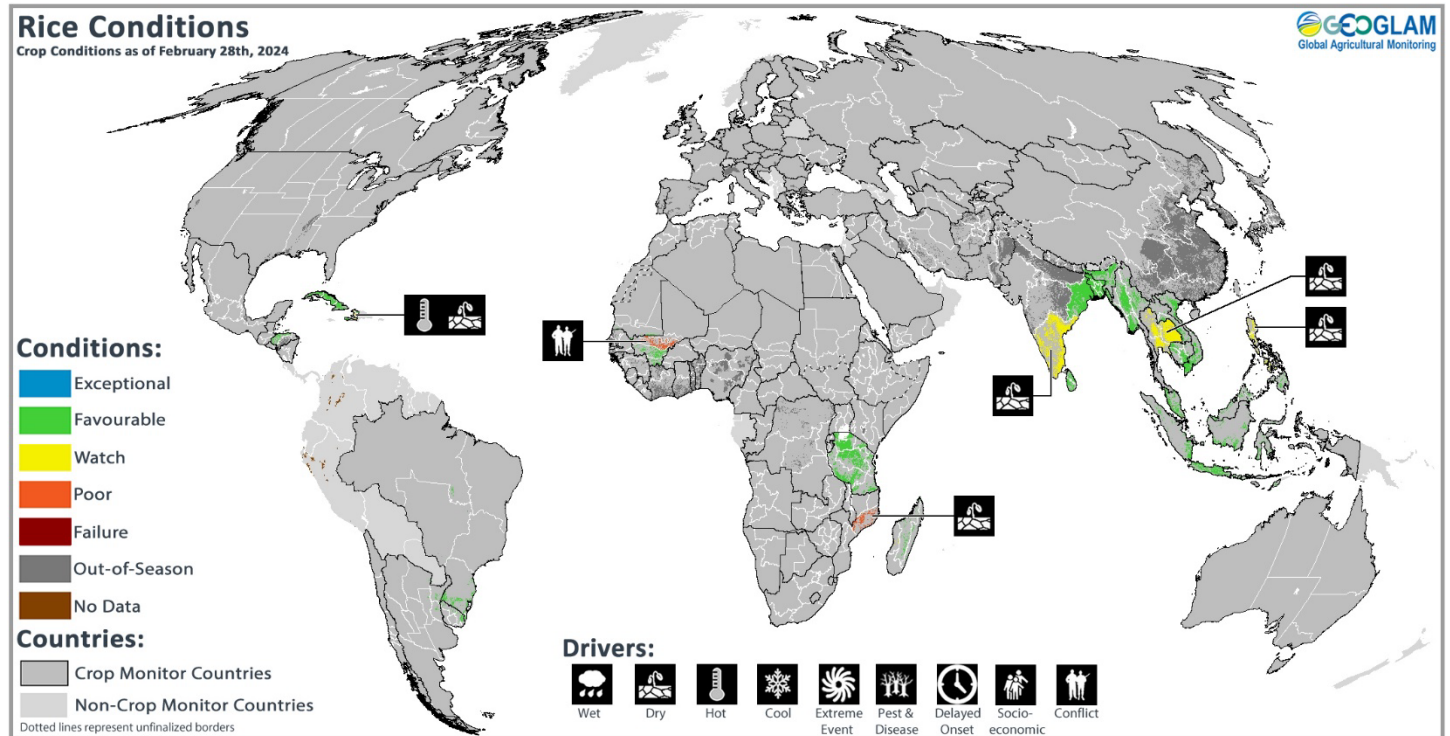 Rice Conditions
Crop Conditions as of February 28th, 2024
GEOGLAM
Global Agricultural Monitoring
Conditions:
Exceptional
Favourable
Watch
Poor
Failure
Out-of-Season
No Data
Countries:
Crop Monitor Countries
Non-Crop Monitor Countries
Dotted lines represent unfinalized borders
Drivers:
Wet
Dry
Hot
Cool
Extreme
Event
Pest &
Disease
Delayed
Onset
Socio-
economic
Conflict